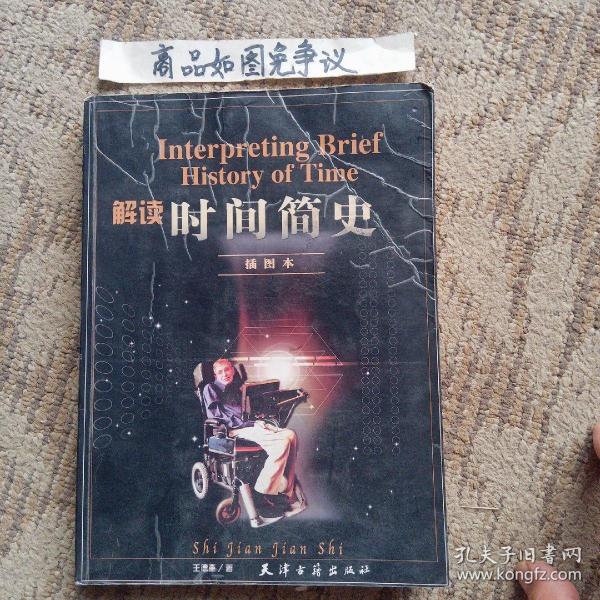 商品如图免争议
Interpreting Brief
History of Time
解读 时间简史
插图本
Shi Jian Jian Shi
天津古籍出版社
孔夫子旧书网
www.kongfz.com